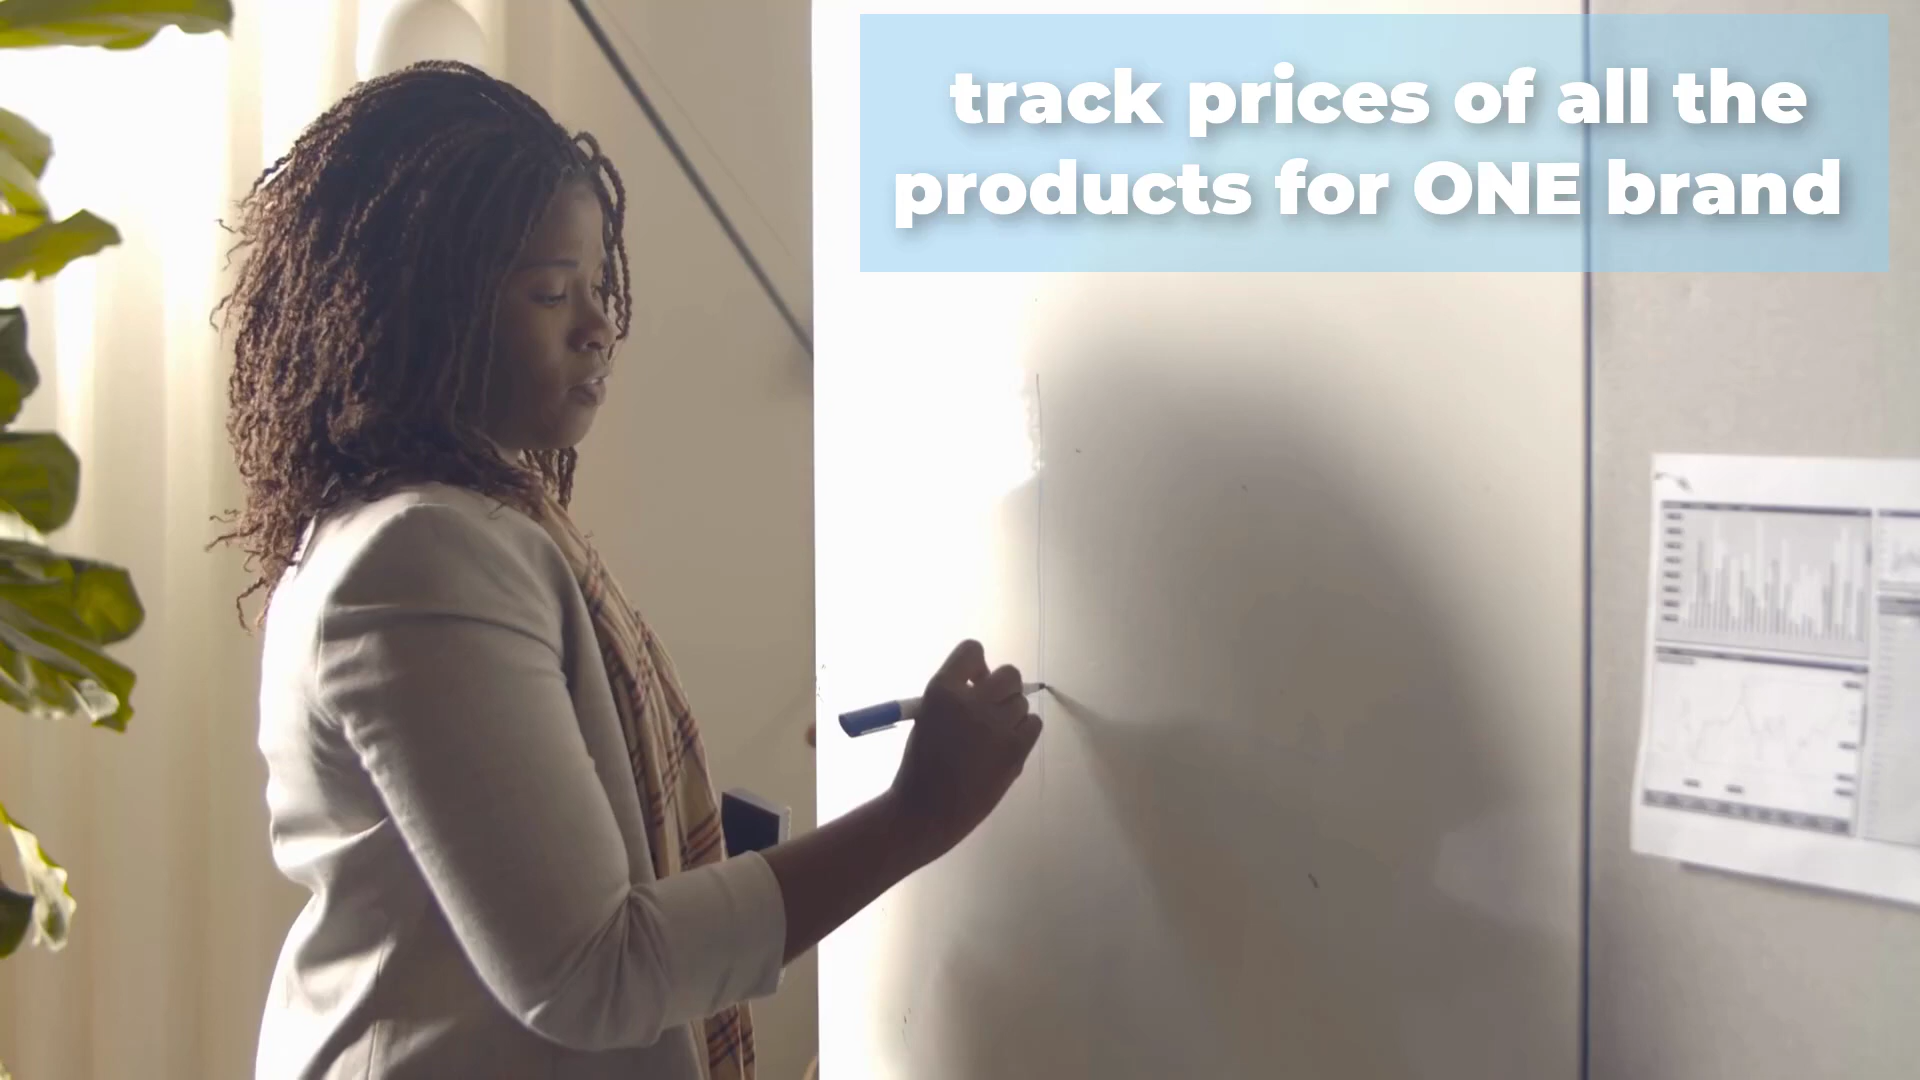 track prices of all the
products for ONE brand